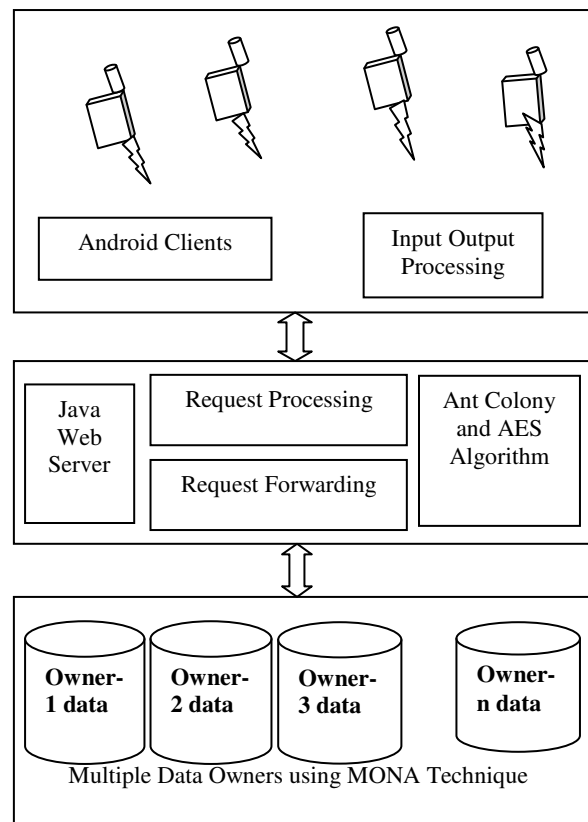 Android Clients
Input Output
Processing
Java
Web
Server
Request Processing
Request Forwarding
Ant Colony
and AES
Algorithm
Owner-
1 data
Owner-
2 data
Owner-
3 data
Owner-
n data
Multiple Data Owners using MONA Technique